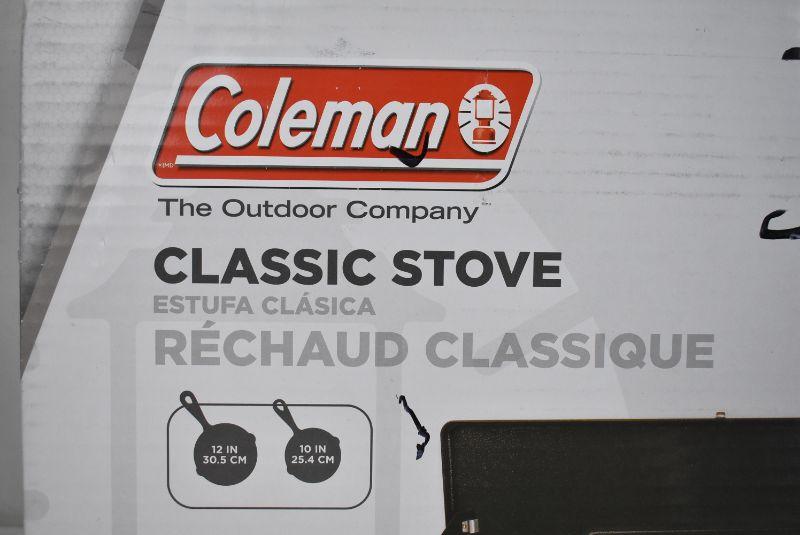 Coleman
The Outdoor Company™
CLASSIC STOVE
ESTUFA CLÁSICA
RÉCHAUD CLASSIQUE
12 IN
30.5 CM
10 IN
25.4 CM